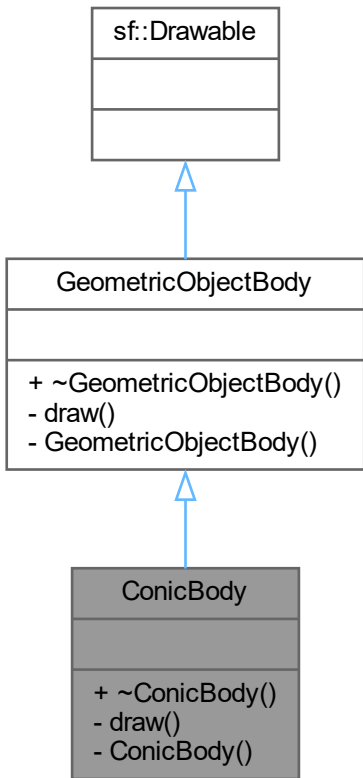 sf::Drawable
GeometricObjectBody
+ ~GeometricObjectBody()
- draw()
- GeometricObjectBody()
ConicBody
+ ~ConicBody()
- draw()
- ConicBody()